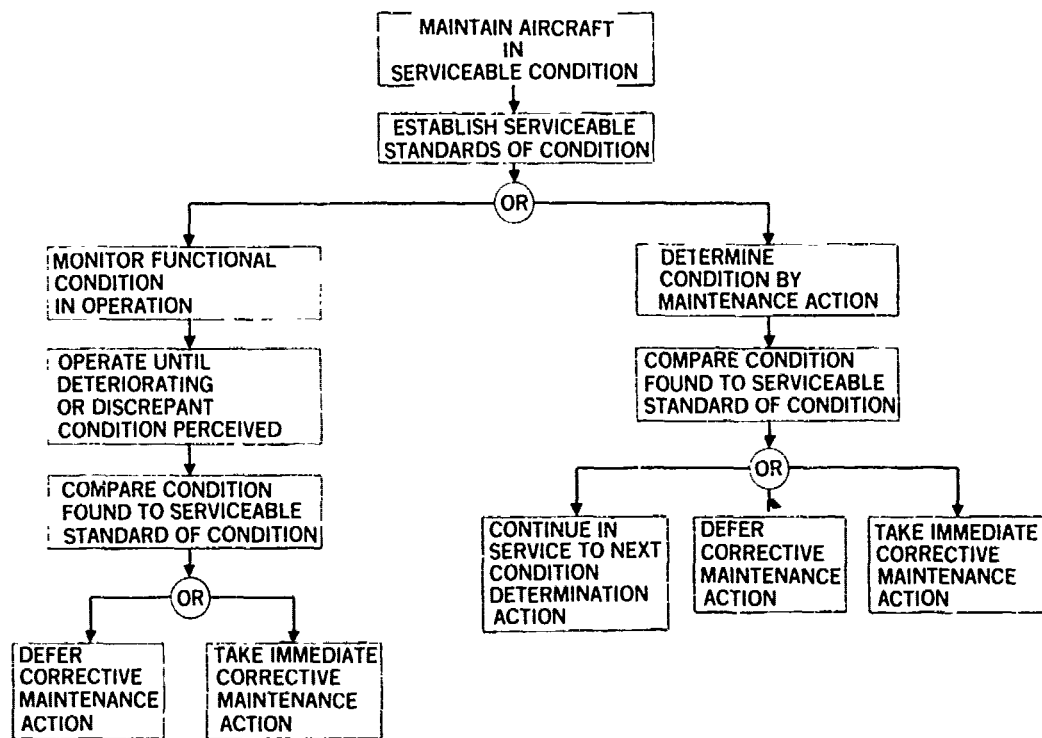 MAINTAIN AIRCRAFT
IN
SERVICEABLE CONDITION
ESTABLISH SERVICEABLE
STANDARDS OF CONDITION
OR
MONITOR FUNCTIONAL
CONDITION
IN OPERATION
OPERATE UNTIL
DETERIORATING
OR DISCREPANT
CONDITION PERCEIVED
COMPARE CONDITION
FOUND TO SERVICEABLE
STANDARD OF CONDITION
OR
DEFER
CORRECTIVE
MAINTENANCE
ACTION
TAKE IMMEDIATE
CORRECTIVE
MAINTENANCE
ACTION
DETERMINE
CONDITION BY
MAINTENANCE ACTION
COMPARE CONDITION
FOUND TO SERVICEABLE
STANDARD OF CONDITION
OR
CONTINUE IN
SERVICE TO NEXT
CONDITION
DETERMINATION
ACTION
DEFER
CORRECTIVE
MAINTENANCE
ACTION
TAKE IMMEDIATE
CORRECTIVE
MAINTENANCE
ACTION